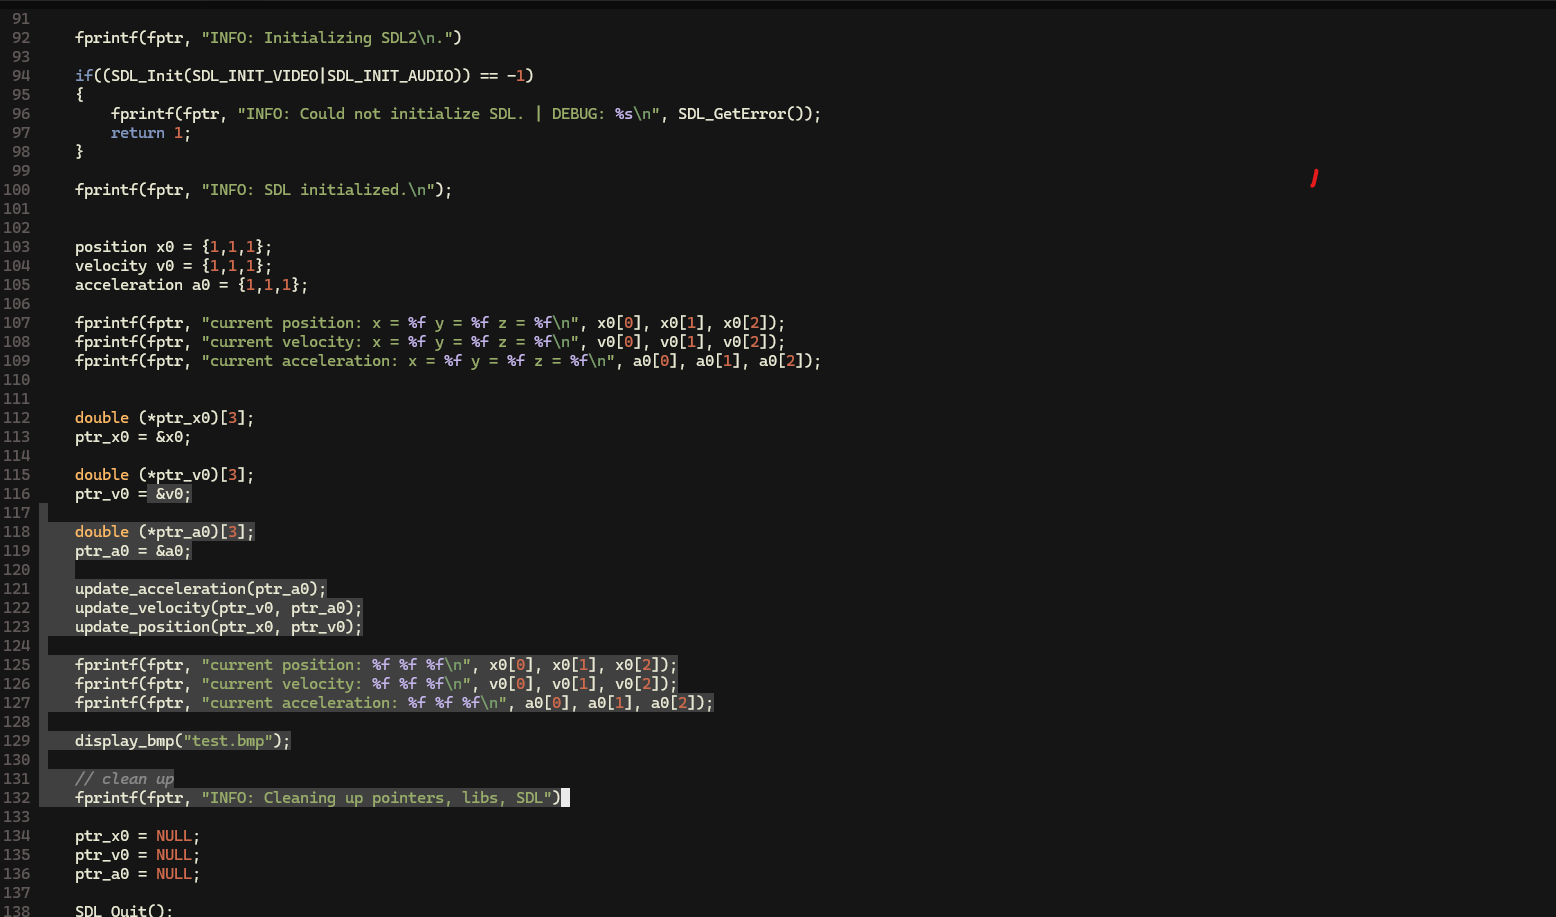 91
92 fprintf(fptr, "INFO: Initializing SDL2\n.")
93
94 if((SDL_Init(SDL_INIT_VIDEO|SDL_INIT_AUDIO)) == -1)
95 {
96 fprintf(fptr, "INFO: Could not initialize SDL. | DEBUG: %s\n", SDL_GetError());
97 return 1;
98 }
99
100 fprintf(fptr, "INFO: SDL initialized.\n");
101
102
103 position x0 = {1,1,1};
104 velocity v0 = {1,1,1};
105 acceleration a0 = {1,1,1};
106
107 fprintf(fptr, "current position: x = %f y = %f z = %f\n", x0[0], x0[1], x0[2]);
108 fprintf(fptr, "current velocity: x = %f y = %f z = %f\n", v0[0], v0[1], v0[2]);
109 fprintf(fptr, "current acceleration: x = %f y = %f z = %f\n", a0[0], a0[1], a0[2]);
110
111
112 double (*ptr_x0)[3];
113 ptr_x0 = &x0;
114
115 double (*ptr_v0)[3];
116 ptr_v0 = &v0;
117
118 double (*ptr_a0)[3];
119 ptr_a0 = &a0;
120
121 update_acceleration(ptr_a0);
122 update_velocity(ptr_v0, ptr_a0);
123 update_position(ptr_x0, ptr_v0);
124
125 fprintf(fptr, "current position: %f %f %f\n", x0[0], x0[1], x0[2]);
126 fprintf(fptr, "current velocity: %f %f %f\n", v0[0], v0[1], v0[2]);
127 fprintf(fptr, "current acceleration: %f %f %f\n", a0[0], a0[1], a0[2]);
128
129 display_bmp("test.bmp");
130
131 // clean up
132 fprintf(fptr, "INFO: Cleaning up pointers, libs, SDL")
133
134 ptr_x0 = NULL;
135 ptr_v0 = NULL;
136 ptr_a0 = NULL;
137
138 SDL_Quit();